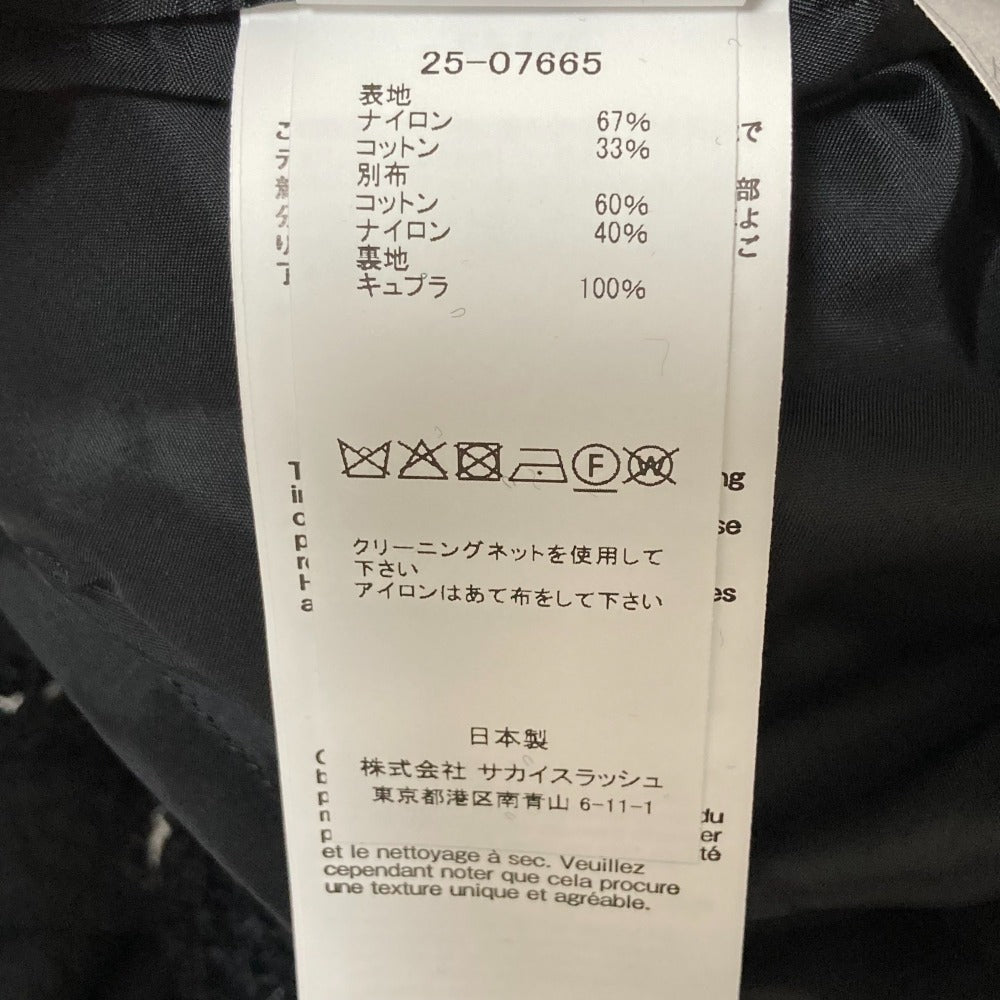 25-07665
表地
ナイロン 67%
コットン 33%
別布
コットン 60%
ナイロン 40%
裏地
キュプラ 100%
F W
クリーニングネットを使用して
下さい
アイロンはあて布をして下さい
日本製
株式会社 サカイスラッシュ
東京都港区南青山 6-11-1
et le nettoyage à sec. Veuillez
cependant noter que cela procure
une texture unique et agréable.